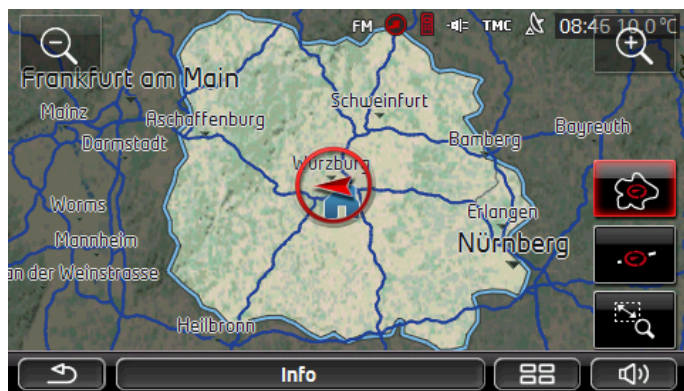 FM TMC 08:46 10.0 °C
Frankfurt am Main
Mainz
Schweinfurt
Aschaffenburg
Bayreuth
Darmstadt
Bamberg
Würzburg
Worms
Erlangen
Mannheim
Nürnberg
an der Weinstrasse
Heilbronn
Info